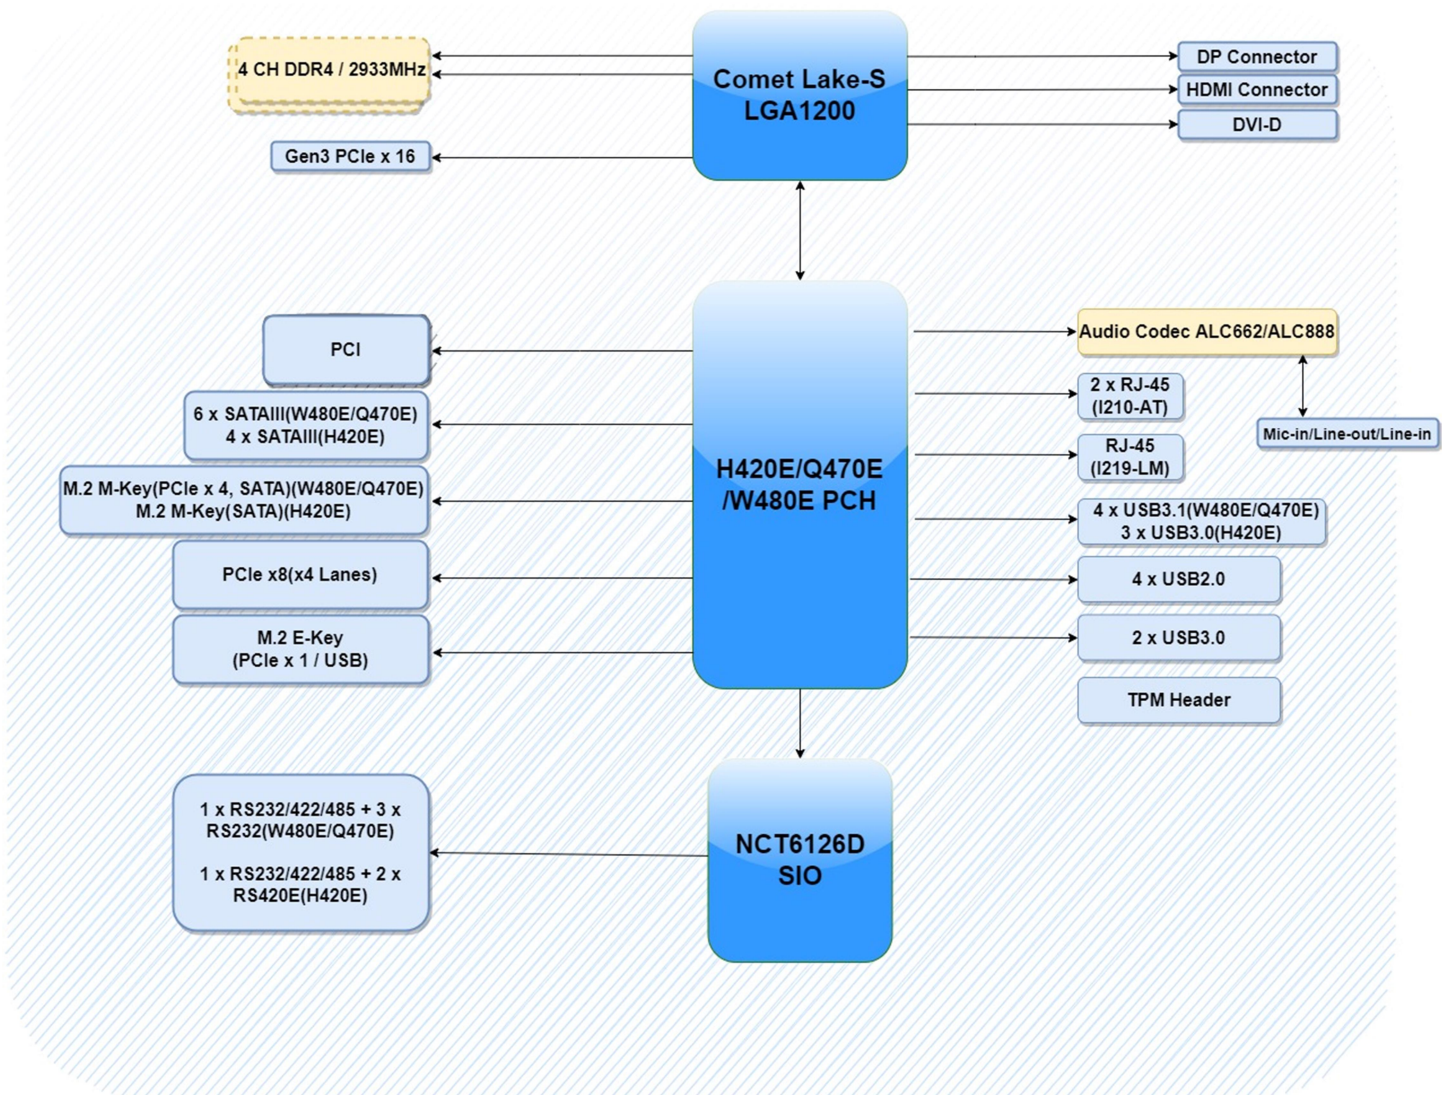 4 CH DDR4 / 2933MHz
Gen3 PCIe x 16
Comet Lake-S
LGA1200
DP Connector
HDMI Connector
DVI-D
PCI
6 x SATAIII(W480E/Q470E)
4 x SATAIII(H420E)
M.2 M-Key(PCIe x 4, SATA)(W480E/Q470E)
M.2 M-Key(SATA)(H420E)
PCIe x8(x4 Lanes)
M.2 E-Key
(PCIe x 1 / USB)
H420E/Q470E
/W480E PCH
Audio Codec ALC662/ALC888
2 x RJ-45
(I210-AT)
Mic-in/Line-out/Line-in
RJ-45
(I219-LM)
4 x USB3.1(W480E/Q470E)
3 x USB3.0(H420E)
4 x USB2.0
2 x USB3.0
TPM Header
1 x RS232/422/485 + 3 x
RS232(W480E/Q470E)
1 x RS232/422/485 + 2 x
RS420E(H420E)
NCT6126D
SIO